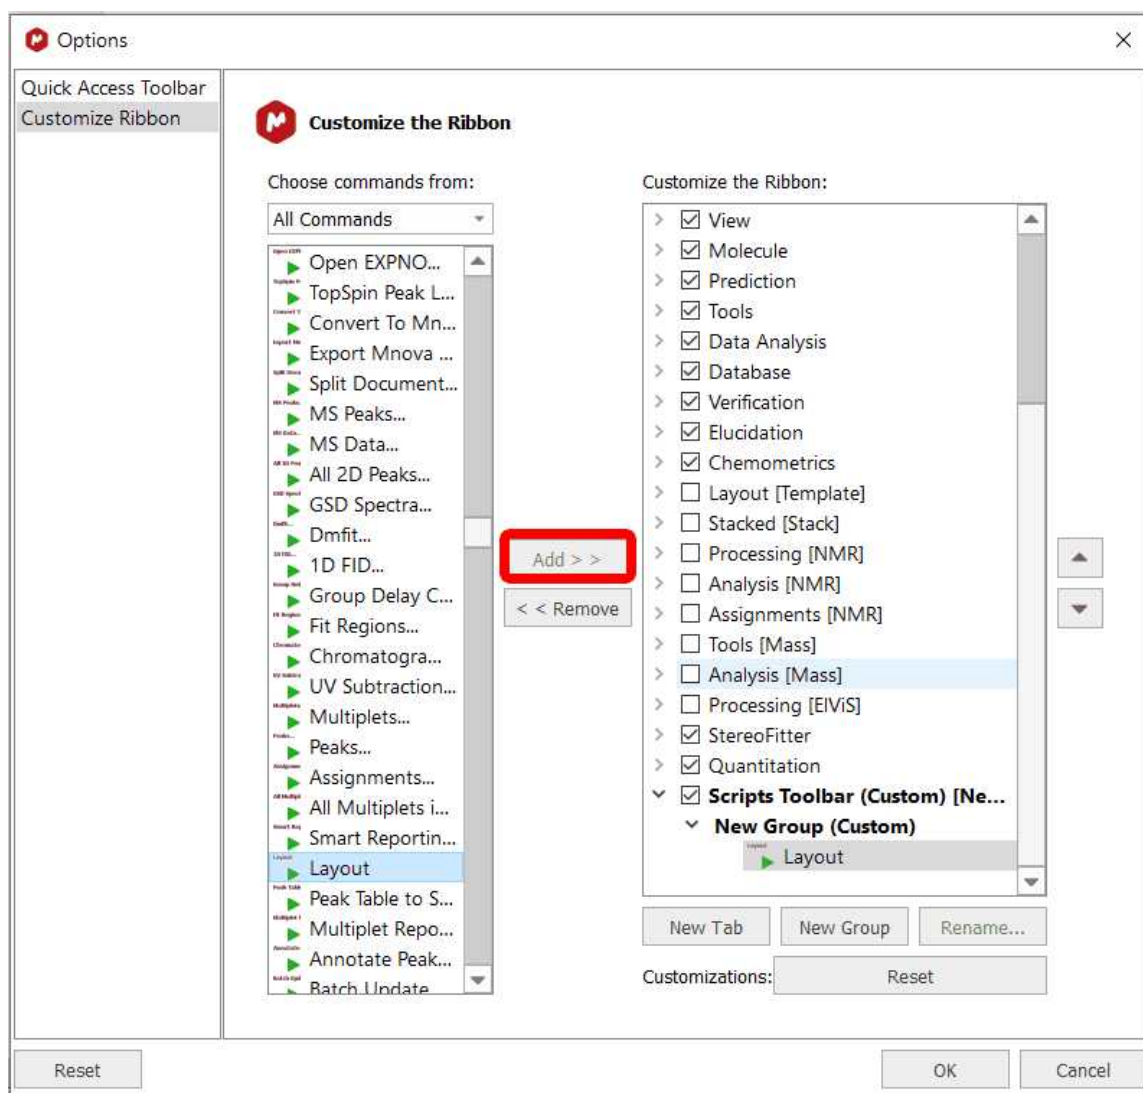 Options
Quick Access Toolbar
Customize Ribbon
Customize the Ribbon
Choose commands from:
All Commands
Open EXPNO...
TopSpin Peak L...
Convert To Mn...
Export Mnova ...
Split Document...
MS Peaks...
MS Data...
All 2D Peaks...
GSD Spectra...
Dmfit...
1D FID...
Group Delay C...
Fit Regions...
Chromatogra...
UV Subtraction...
Multiplets...
Peaks...
Assignments...
All Multiplets i...
Smart Reportin...
Layout
Peak Table to S...
Multiplet Repo...
Annotate Peak...
Batch Update
Add > >
< < Remove
Customize the Ribbon:
View
Molecule
Prediction
Tools
Data Analysis
Database
Verification
Elucidation
Chemometrics
Layout [Template]
Stacked [Stack]
Processing [NMR]
Analysis [NMR]
Assignments [NMR]
Tools [Mass]
Analysis [Mass]
Processing [ElViS]
StereoFitter
Quantitation
Scripts Toolbar (Custom) [Ne...
New Group (Custom)
Layout
New Tab
New Group
Rename...
Customizations:
Reset
Reset
OK
Cancel